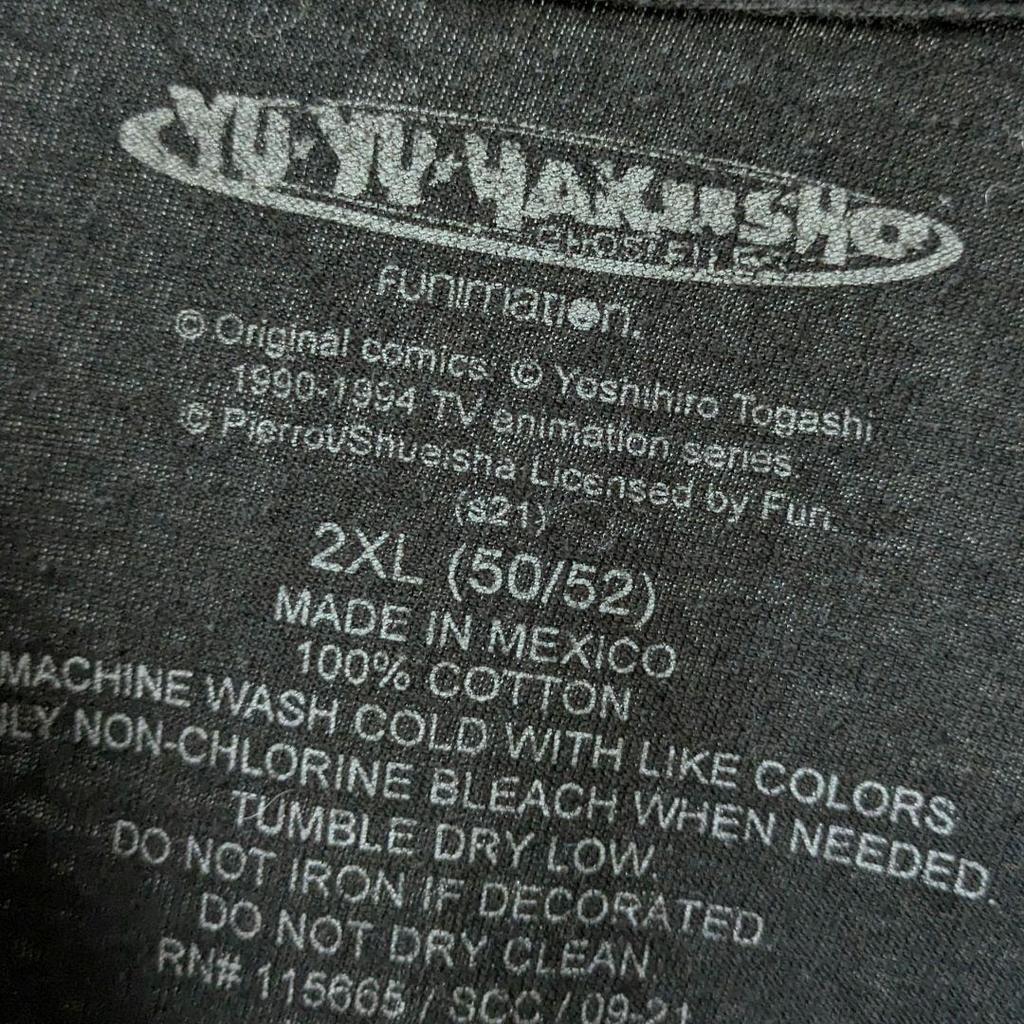 YU·YU·HAKUSHO
GHOST FILES
FUNIMATION.
© Original comics © Yoshihiro Togashi
1990-1994 TV animation series
© Pierrot/Shueisha Licensed by Fun.
(s21)
2XL (50/52)
MADE IN MEXICO
100% COTTON
MACHINE WASH COLD WITH LIKE COLORS
NON-CHLORINE BLEACH WHEN NEEDED.
TUMBLE DRY LOW.
DO NOT IRON IF DECORATED
DO NOT DRY CLEAN
RN# 115665 / SCC / 09-21